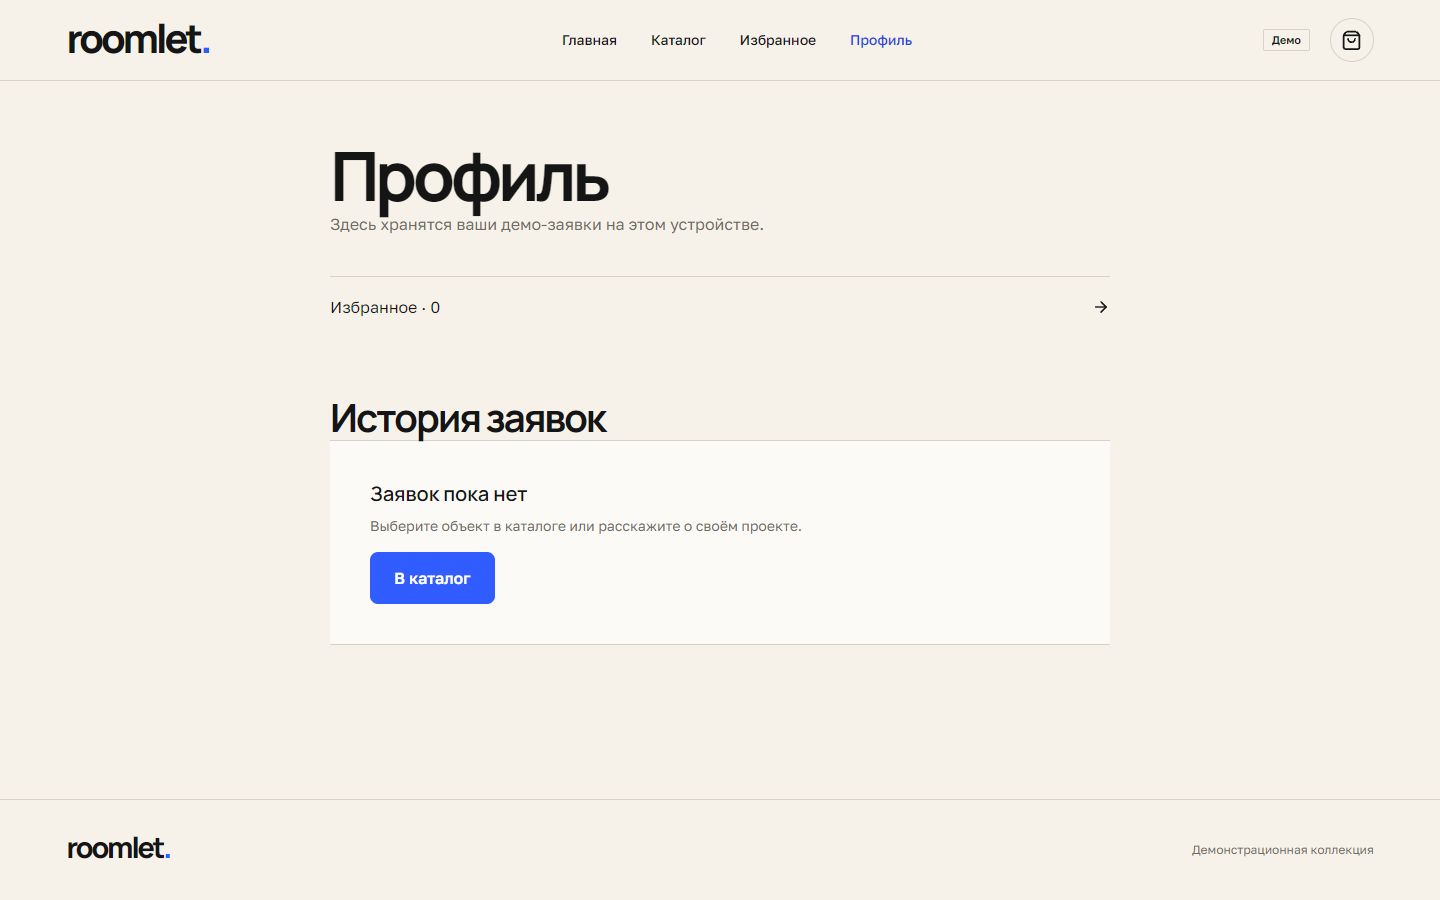 roomlet.
Главная
Каталог
Избранное
Профиль
Демо
Профиль
Здесь хранятся ваши демо-заявки на этом устройстве.
Избранное · 0
История заявок
Заявок пока нет
Выберите объект в каталоге или расскажите о своём проекте.
В каталог
roomlet.
Демонстрационная коллекция